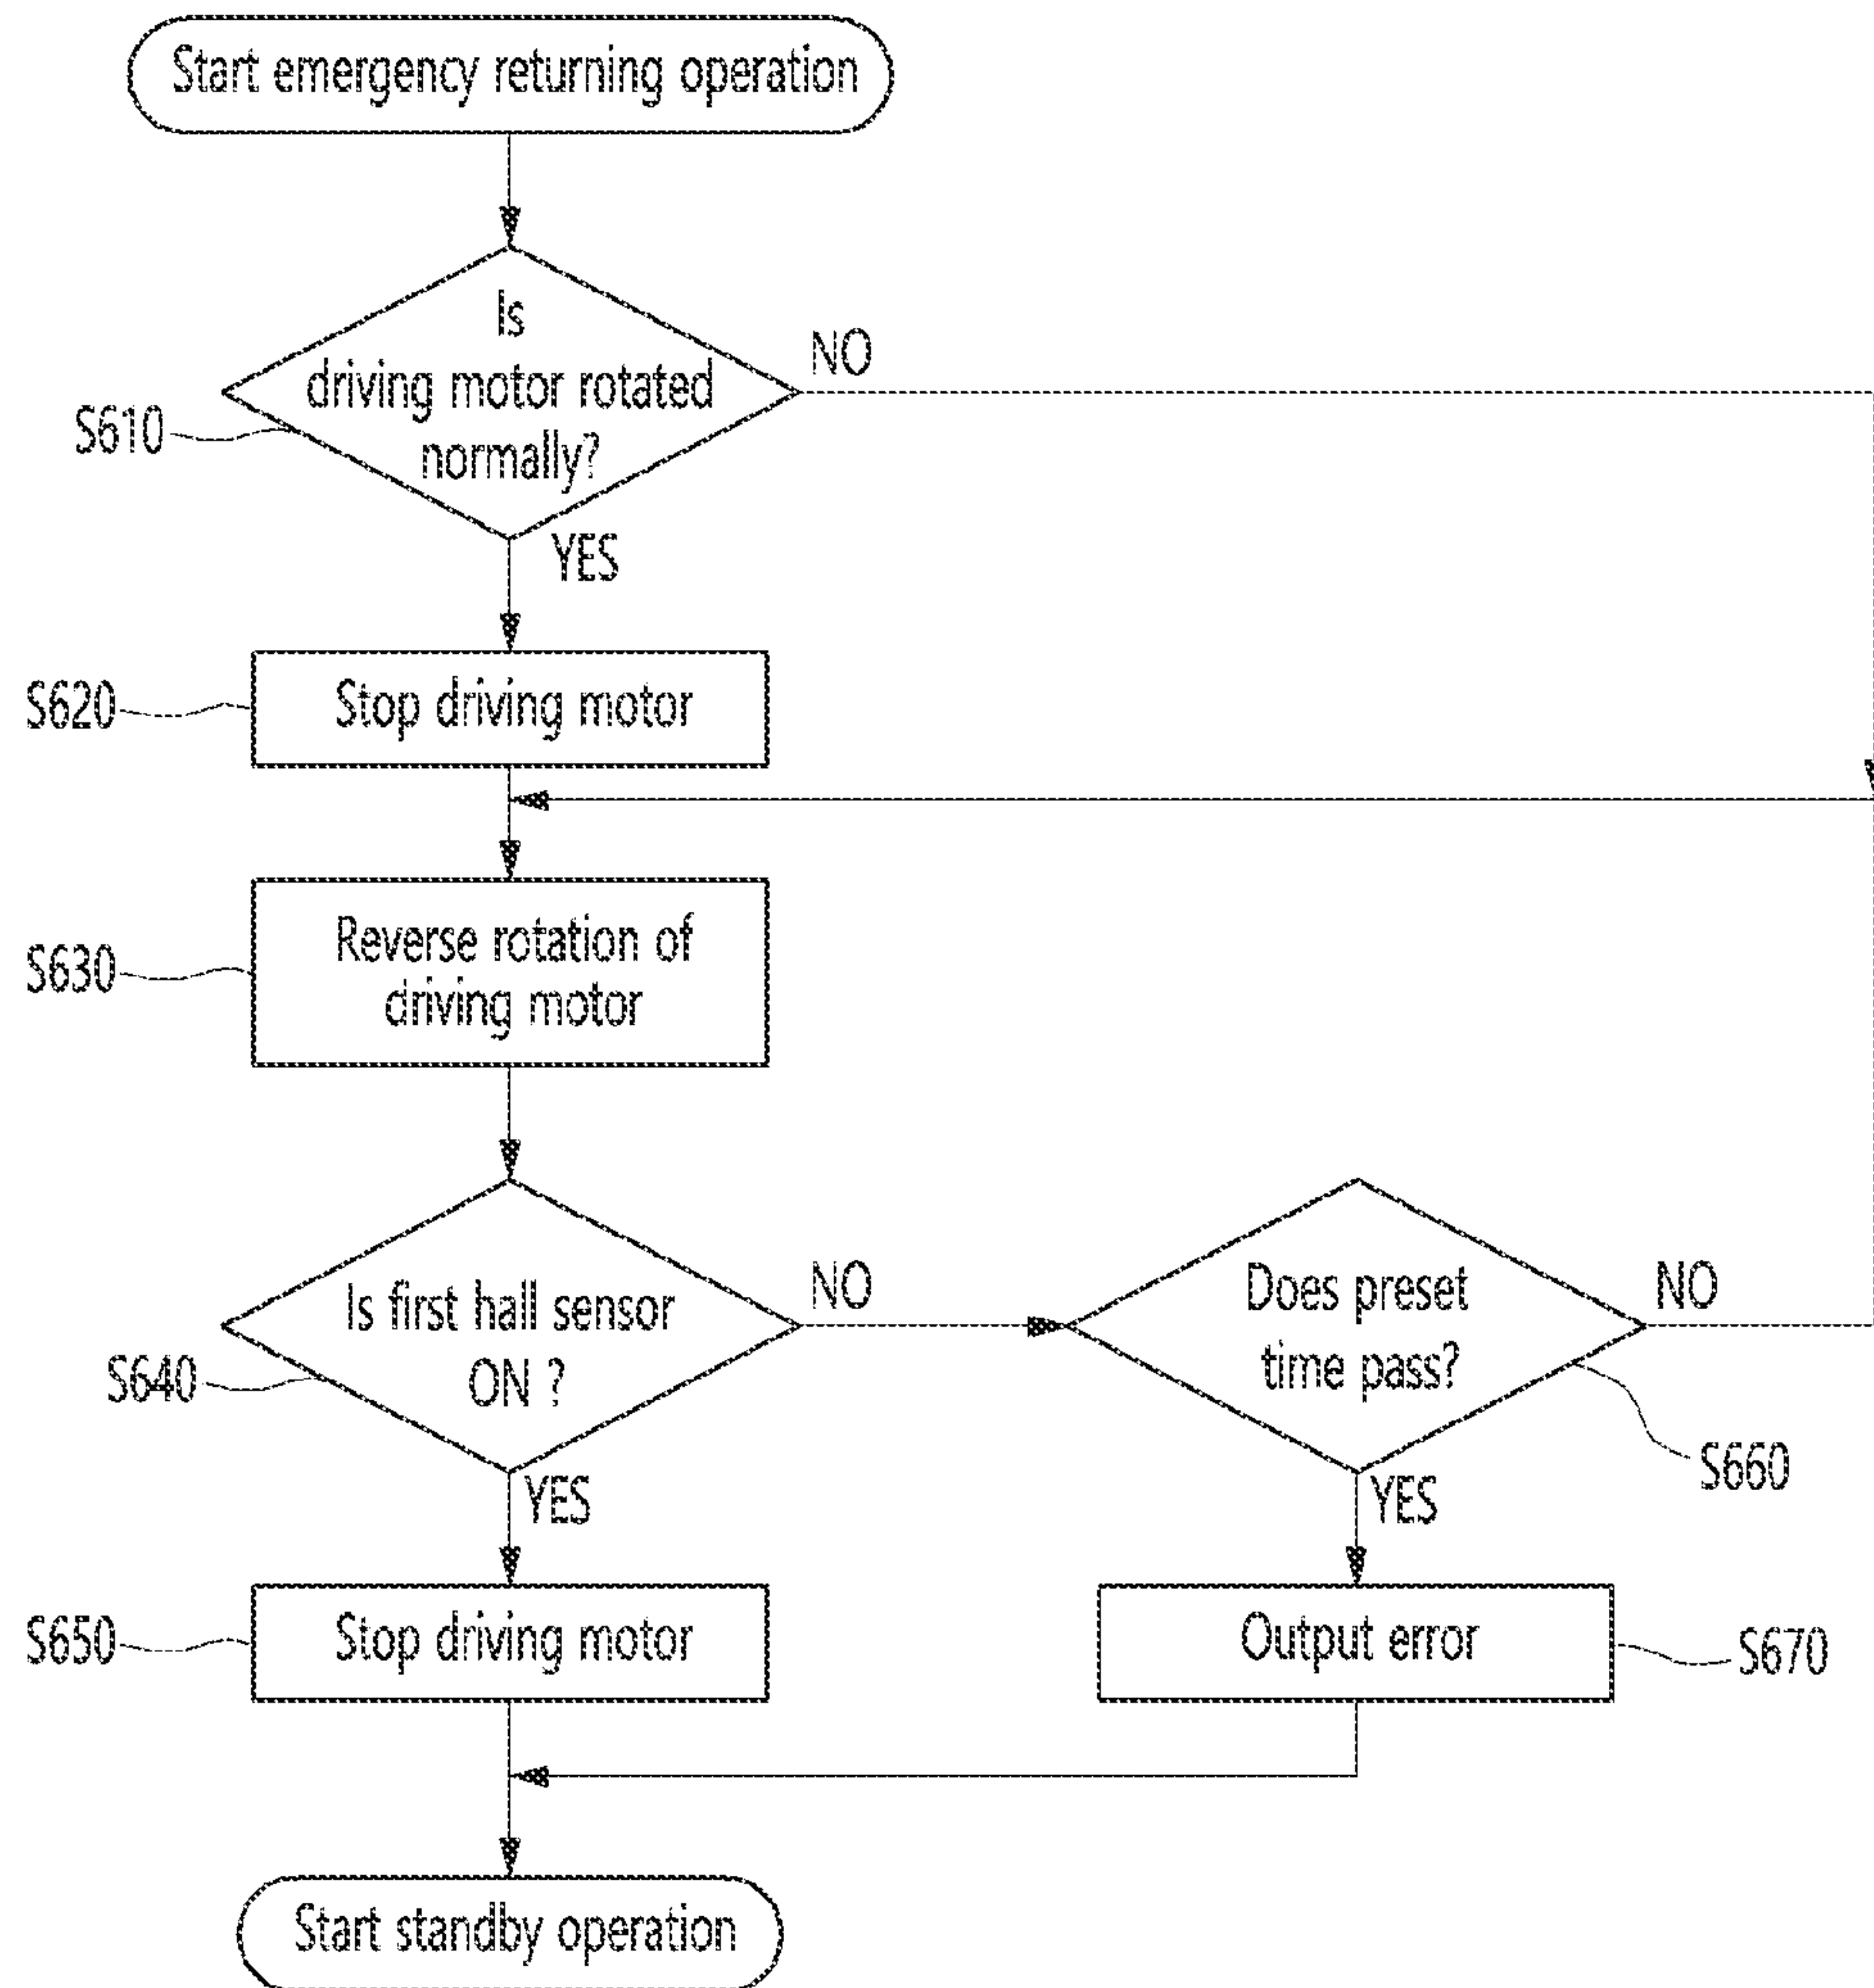 Start emergency returning operation
Is
driving motor rotated
normally?
NO
S610
YES
S620
Stop driving motor
S630
Reverse rotation of
driving motor
Is first hall sensor
ON ?
NO
S640
YES
Does preset
time pass?
NO
S660
YES
S650
Stop driving motor
Output error
S670
Start standby operation